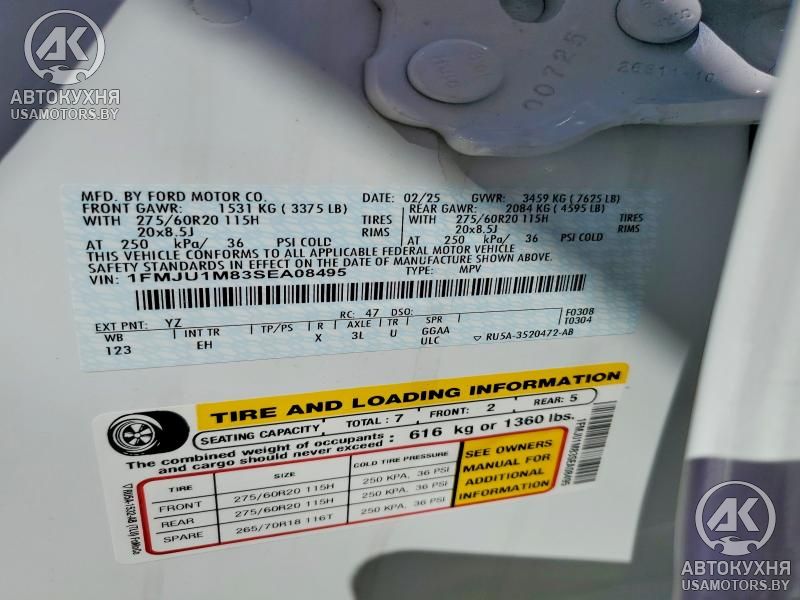 AK
АВТОКУХНЯ
USAMOTORS.BY
00725
MFD. BY FORD MOTOR CO.
DATE: 02/25 GVWR: 3459 KG ( 7625 LB)
FRONT GAWR: 1531 KG ( 3375 LB)
REAR GAWR: 2084 KG ( 4595 LB)
WITH 275/60R20 115H TIRES
WITH 275/60R20 115H TIRES
20x8.5J RIMS
20x8.5J RIMS
AT 250 kPa/ 36 PSI COLD
AT 250 kPa/ 36 PSI COLD
THIS VEHICLE CONFORMS TO ALL APPLICABLE FEDERAL MOTOR VEHICLE
SAFETY STANDARDS IN EFFECT ON THE DATE OF MANUFACTURE SHOWN ABOVE.
VIN: 1FMJU1M83SEA08495
TYPE: MPV
F0308
T0304
EXT PNT: YZ RC: 47 DSO:
WB INT TR TP/PS R AXLE TR SPR
123 EH X 3L U GGAA
ULC
▽ RU5A-3520472-AB
TIRE AND LOADING INFORMATION
SEATING CAPACITY TOTAL: 7 FRONT: 2 REAR: 5
The combined weight of occupants
and cargo should never exceed: 616 kg or 1360 lbs.
TIRE SIZE COLD TIRE PRESSURE
FRONT 275/60R20 115H 250 KPA, 36 PSI
REAR 275/60R20 115H 250 KPA, 36 PSI
SPARE 265/70R18 116T 250 KPA, 36 PSI
SEE OWNERS
MANUAL FOR
ADDITIONAL
INFORMATION
1FMJU1M83SEA08495
AK
АВТОКУХНЯ
USAMOTORS.BY